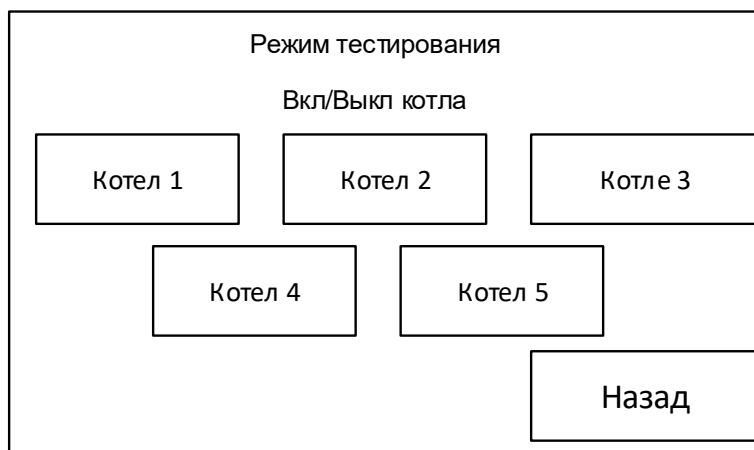 Режим тестирования
Вкл/Выкл котла
Котел 1
Котел 2
Котле 3
Котел 4
Котел 5
Назад